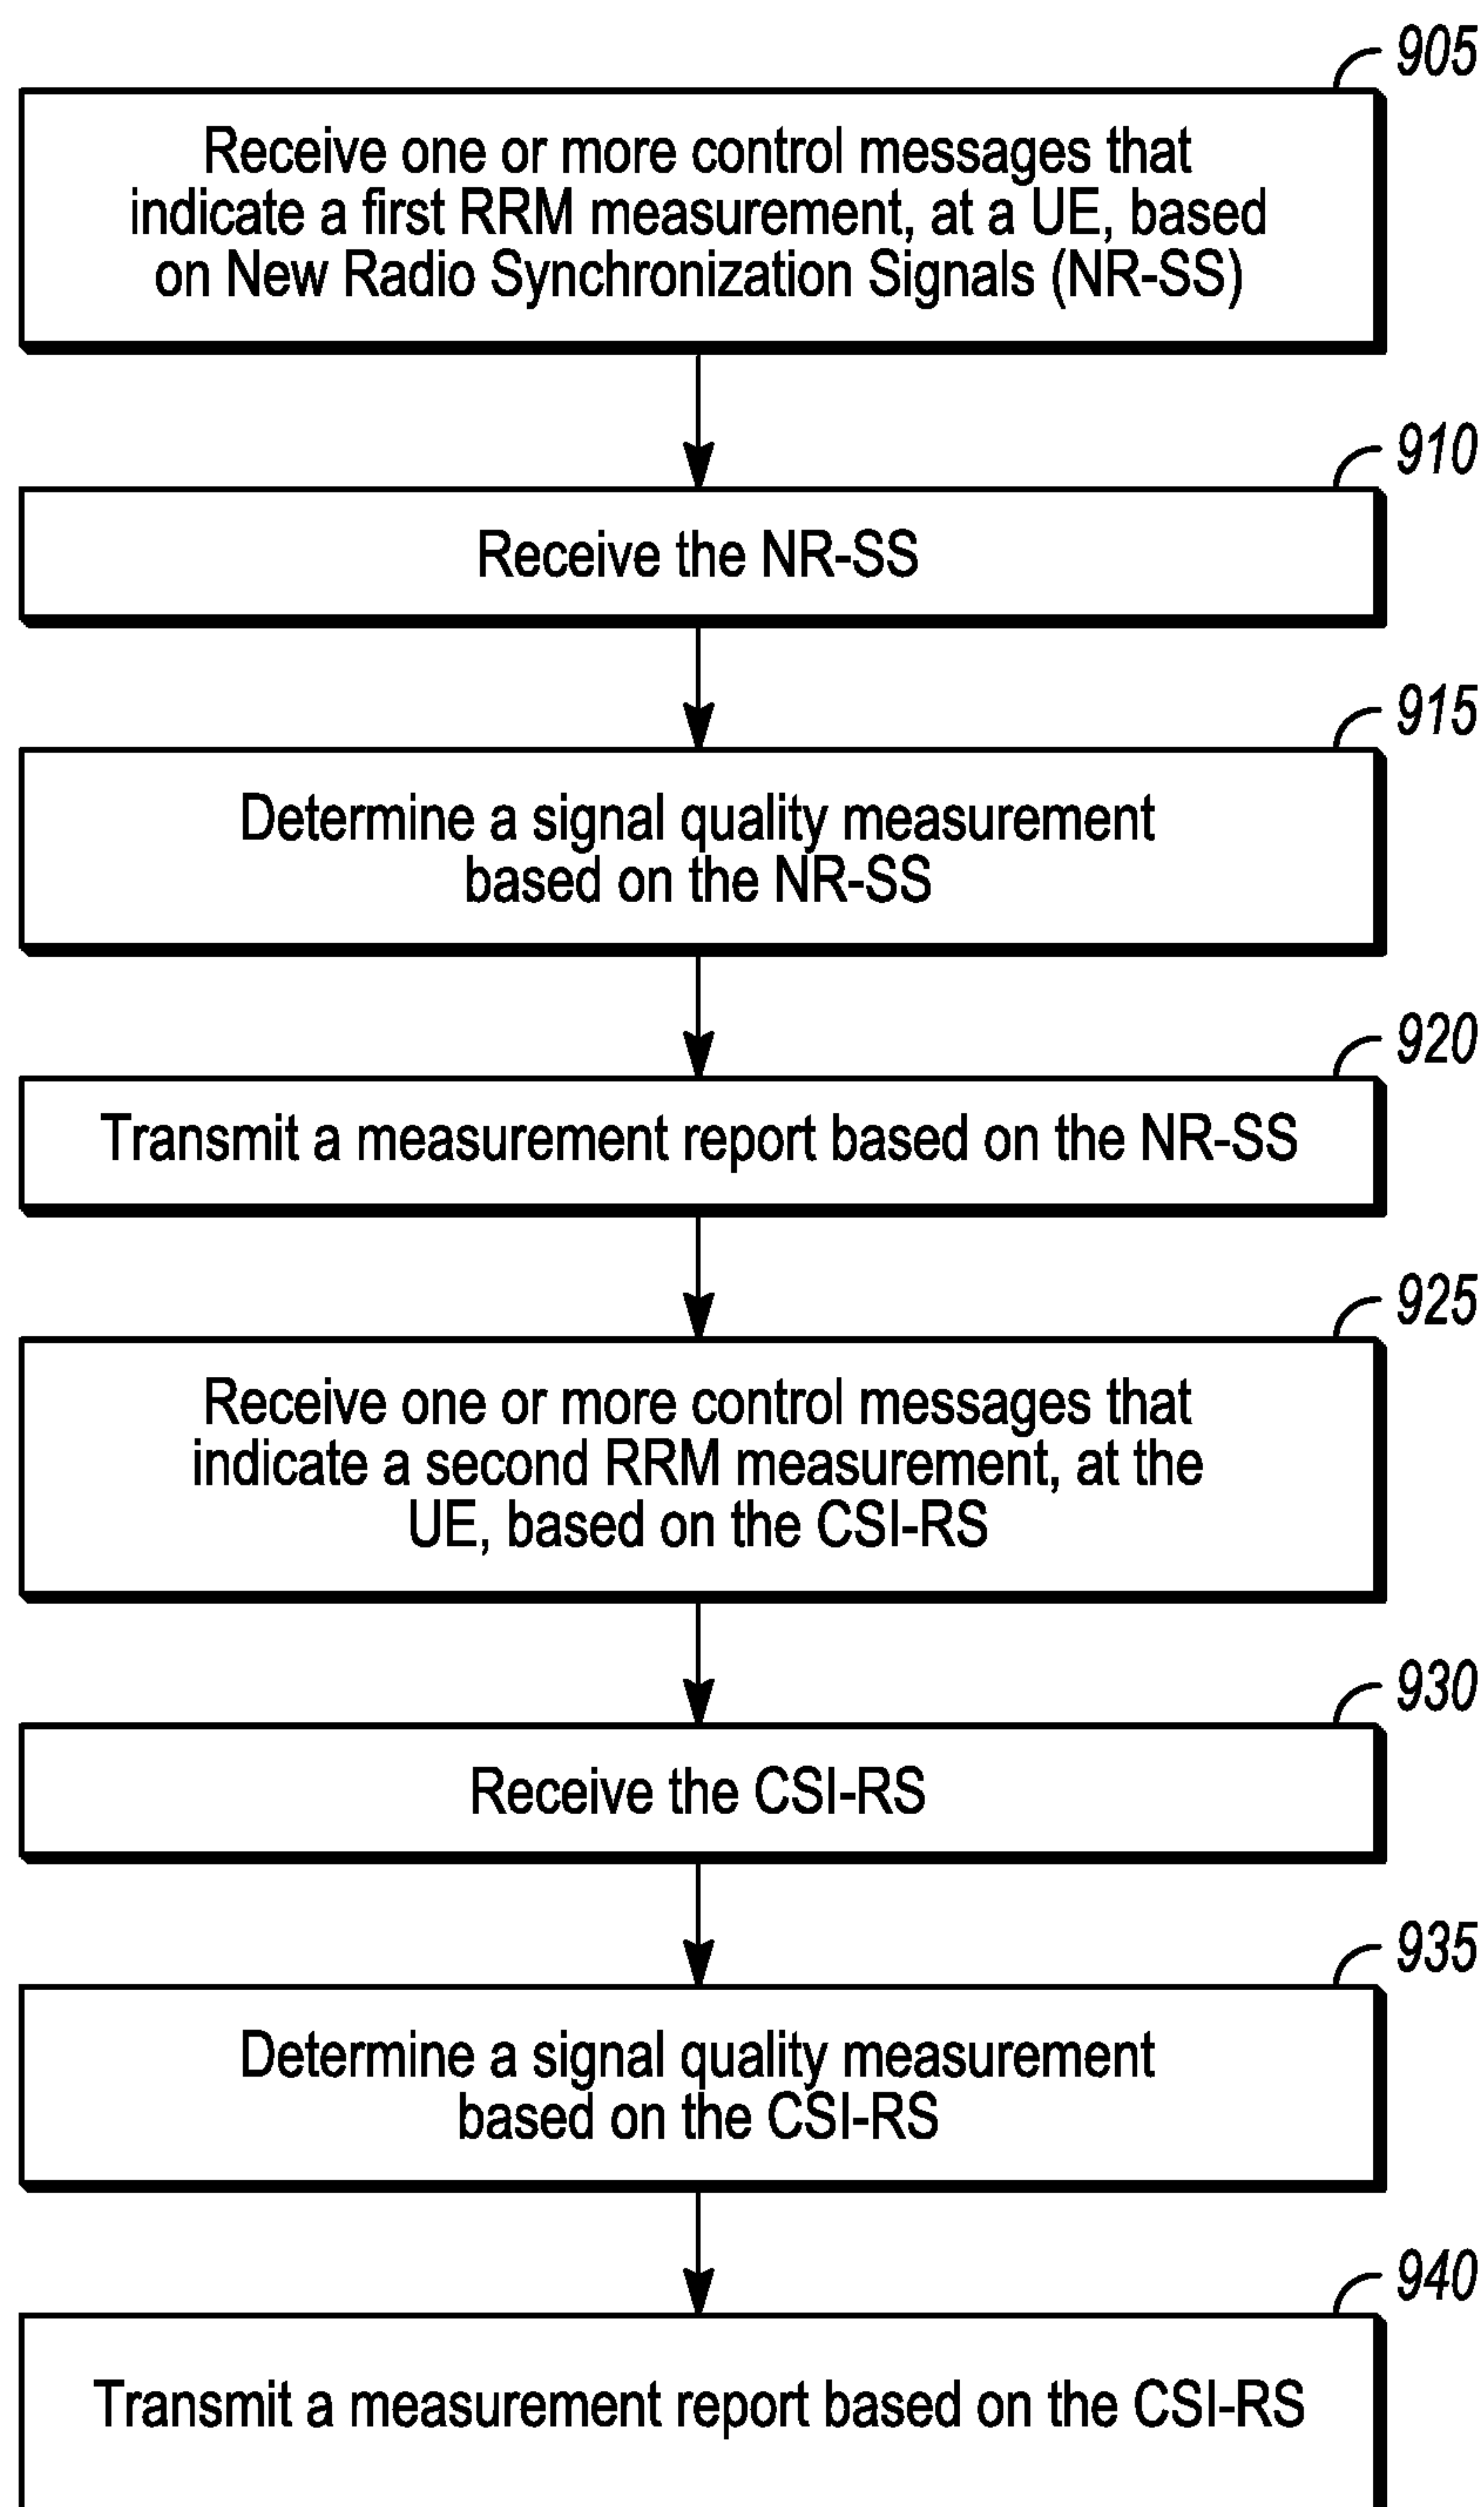 905
Receive one or more control messages that
indicate a first RRM measurement, at a UE, based
on New Radio Synchronization Signals (NR-SS)
910
Receive the NR-SS
915
Determine a signal quality measurement
based on the NR-SS
920
Transmit a measurement report based on the NR-SS
925
Receive one or more control messages that
indicate a second RRM measurement, at the
UE, based on the CSI-RS
930
Receive the CSI-RS
935
Determine a signal quality measurement
based on the CSI-RS
940
Transmit a measurement report based on the CSI-RS